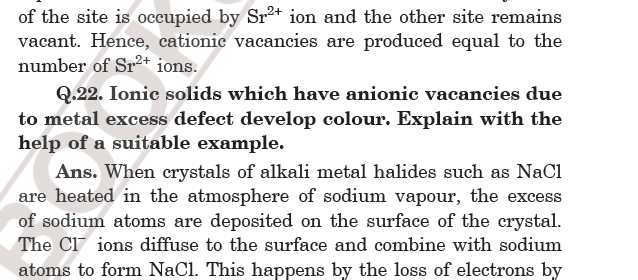 of the site is occupied by Sr²⁺ ion and the other site remains
vacant. Hence, cationic vacancies are produced equal to the
number of Sr²⁺ ions.
Q.22. Ionic solids which have anionic vacancies due
to metal excess defect develop colour. Explain with the
help of a suitable example.
Ans. When crystals of alkali metal halides such as NaCl
are heated in the atmosphere of sodium vapour, the excess
of sodium atoms are deposited on the surface of the crystal.
The Cl⁻ ions diffuse to the surface and combine with sodium
atoms to form NaCl. This happens by the loss of electrons by